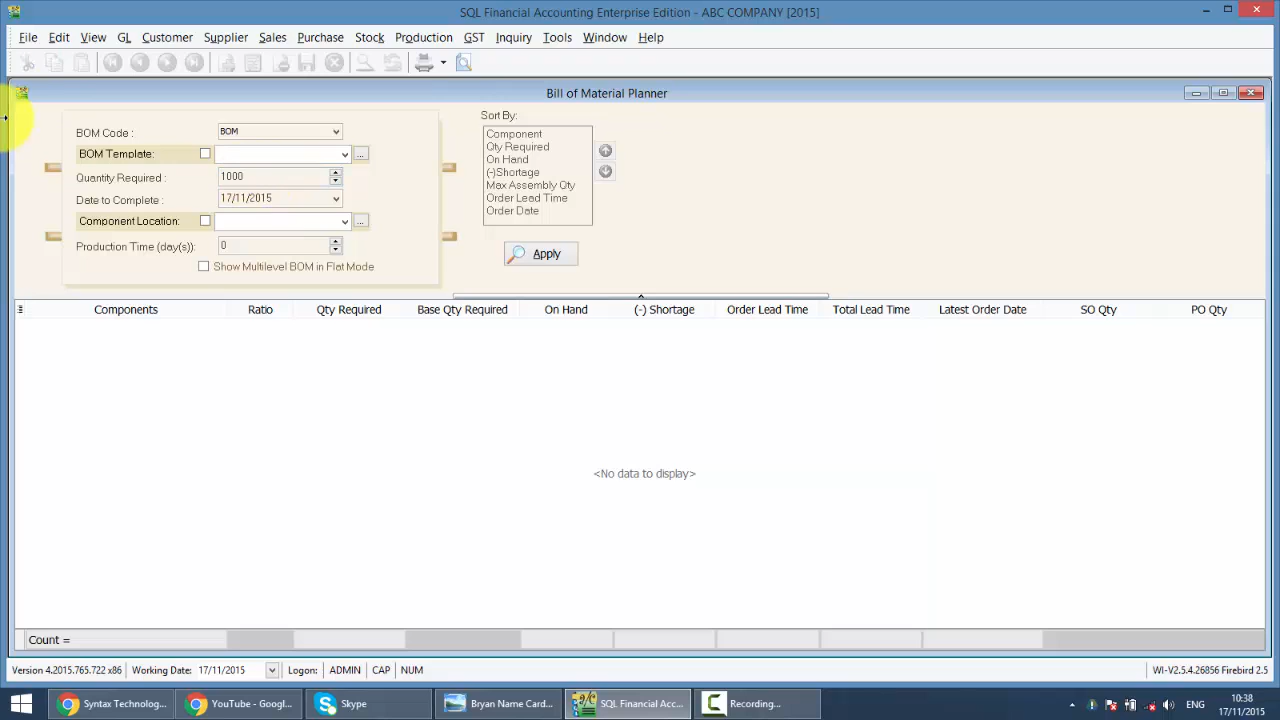 SQL Financial Accounting Enterprise Edition - ABC COMPANY [2015]
File Edit View GL Customer Supplier Sales Purchase Stock Production GST Inquiry Tools Window Help
Bill of Material Planner
BOM Code : BOM
BOM Template:
Quantity Required : 1000
Date to Complete : 17/11/2015
Component Location:
Production Time (day(s)): 0
Show Multilevel BOM in Flat Mode
Sort By:
Component
Qty Required
On Hand
(-)Shortage
Max Assembly Qty
Order Lead Time
Order Date
Apply
Components Ratio Qty Required Base Qty Required On Hand (-) Shortage Order Lead Time Total Lead Time Latest Order Date SO Qty PO Qty
<No data to display>
Count =
Version 4.2015.765.722 x86 Working Date: 17/11/2015 Logon: ADMIN CAP NUM WI-V2.5.4.26856 Firebird 2.5
Syntax Technolog... YouTube - Googl... Skype Bryan Name Card... SQL Financial Acc... Recording... ENG 10:38
17/11/2015